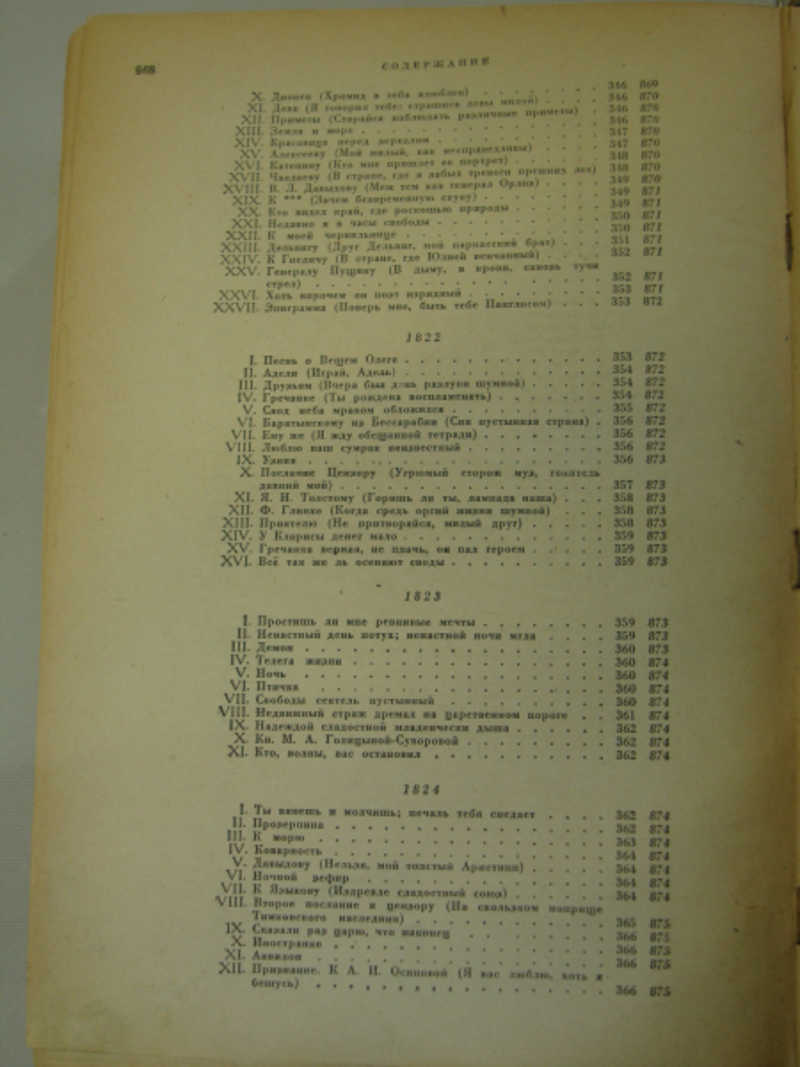 СОДЕРЖАНИЕ
X. Дионея (Хромид в тебя влюблен) . . . 346 869
XI. Дева (Я говорил тебе: страшися девы милой) . . . 346 870
XII. Приметы (Старайся наблюдать различные приметы) . 346 870
XIII. Земля и море . . . 346 870
XIV. Красавица перед зеркалом . . . 347 870
XV. Алексееву (Мой милый, как несправедливы) . . . 347 870
XVI. Катенину (Кто мне пришлет ее портрет) . . . 348 870
XVII. Чаадаеву (В стране, где я забыл тревоги прежних лет) 348 870
XVIII. В. Л. Давыдову (Меж тем как генерал Орлов) . . . 349 870
XIX. К *** (Зачем безвременную скуку) . . . 349 871
XX. Кто видел край, где роскошью природы . . . 349 871
XXI. Недавно я в часы свободы . . . 350 871
XXII. К моей чернильнице . . . 350 871
XXIII. Дельвигу (Друг Дельвиг, мой парнасский брат) . . . 351 871
XXIV. К Гнедичу (В стране, где Юлией венчанный) . . . 352 871
XXV. Генералу Пущину (В дыму, в крови, сквозь тучи
стрел) . . . 352 871
XXVI. Хоть впрочем он поэт изрядный . . . 353 871
XXVII. Эпиграмма (Поверь мне, быть тебе Панглосом) . . . 353 872
1822
I. Песнь о Вещем Олеге . . . 353 872
II. Адели (Играй, Адель) . . . 354 872
III. Друзьям (Вчера был день разлуки шумной) . . . 354 872
IV. Гречанке (Ты рождена воспламенять) . . . 354 872
V. Свод неба мраком обложился . . . 355 872
VI. Баратынскому из Бессарабии (Сия пустынная страна) . 356 872
VII. Ему же (Я жду обещанной тетради) . . . 356 872
VIII. Люблю ваш сумрак неизвестный . . . 356 872
IX. Узник . . . 356 873
X. Послание Цензору (Угрюмый сторож муз, гонитель
давний мой) . . . 357 873
XI. Я. Н. Толстому (Горишь ли ты, лампада наша) . . . 358 873
XII. Ф. Глинке (Когда средь оргий жизни шумной) . . . 358 873
XIII. Приятелю (Не притворяйся, милый друг) . . . 358 873
XIV. У Кларисы денег мало . . . 359 873
XV. Гречанка верная, не плачь, он пал героем . . . 359 873
XVI. Всё так же ль осеняют своды . . . 359 873
1823
I. Простишь ли мне ревнивые мечты . . . 359 873
II. Ненастный день потух; ненастной ночи мгла . . . 359 873
III. Демон . . . 360 873
IV. Телега жизни . . . 360 874
V. Ночь . . . 360 874
VI. Птичка . . . 360 874
VII. Свободы сеятель пустынный . . . 360 874
VIII. Недвижный страж дремал на царственном пороге . . 361 874
IX. Надеждой сладостной младенчески дыша . . . 362 874
X. Кн. М. А. Голицыной-Суворовой . . . 362 874
XI. Кто, волны, вас остановил . . . 362 874
1824
I. Ты вянешь и молчишь; печаль тебя снедает . . . 362 874
II. Прозерпина . . . 362 874
III. К морю . . . 363 874
IV. Коварность . . . 364 874
V. Давыдову (Нельзя, мой толстый Аристипп) . . . 364 874
VI. Ночной зефир . . . 364 874
VII. К Языкову (Издревле сладостный союз) . . . 364 874
VIII. Второе послание к цензору (На скользком поприще
Тимковского наследник) . . . 365 875
IX. Сказали раз царю, что наконец . . . 366 875
X. Иностранке . . . 366 875
XI. Аквилон . . . 366 875
XII. Признание. К А. И. Осиповой (Я вас люблю, хоть я
бешусь) . . . 366 875